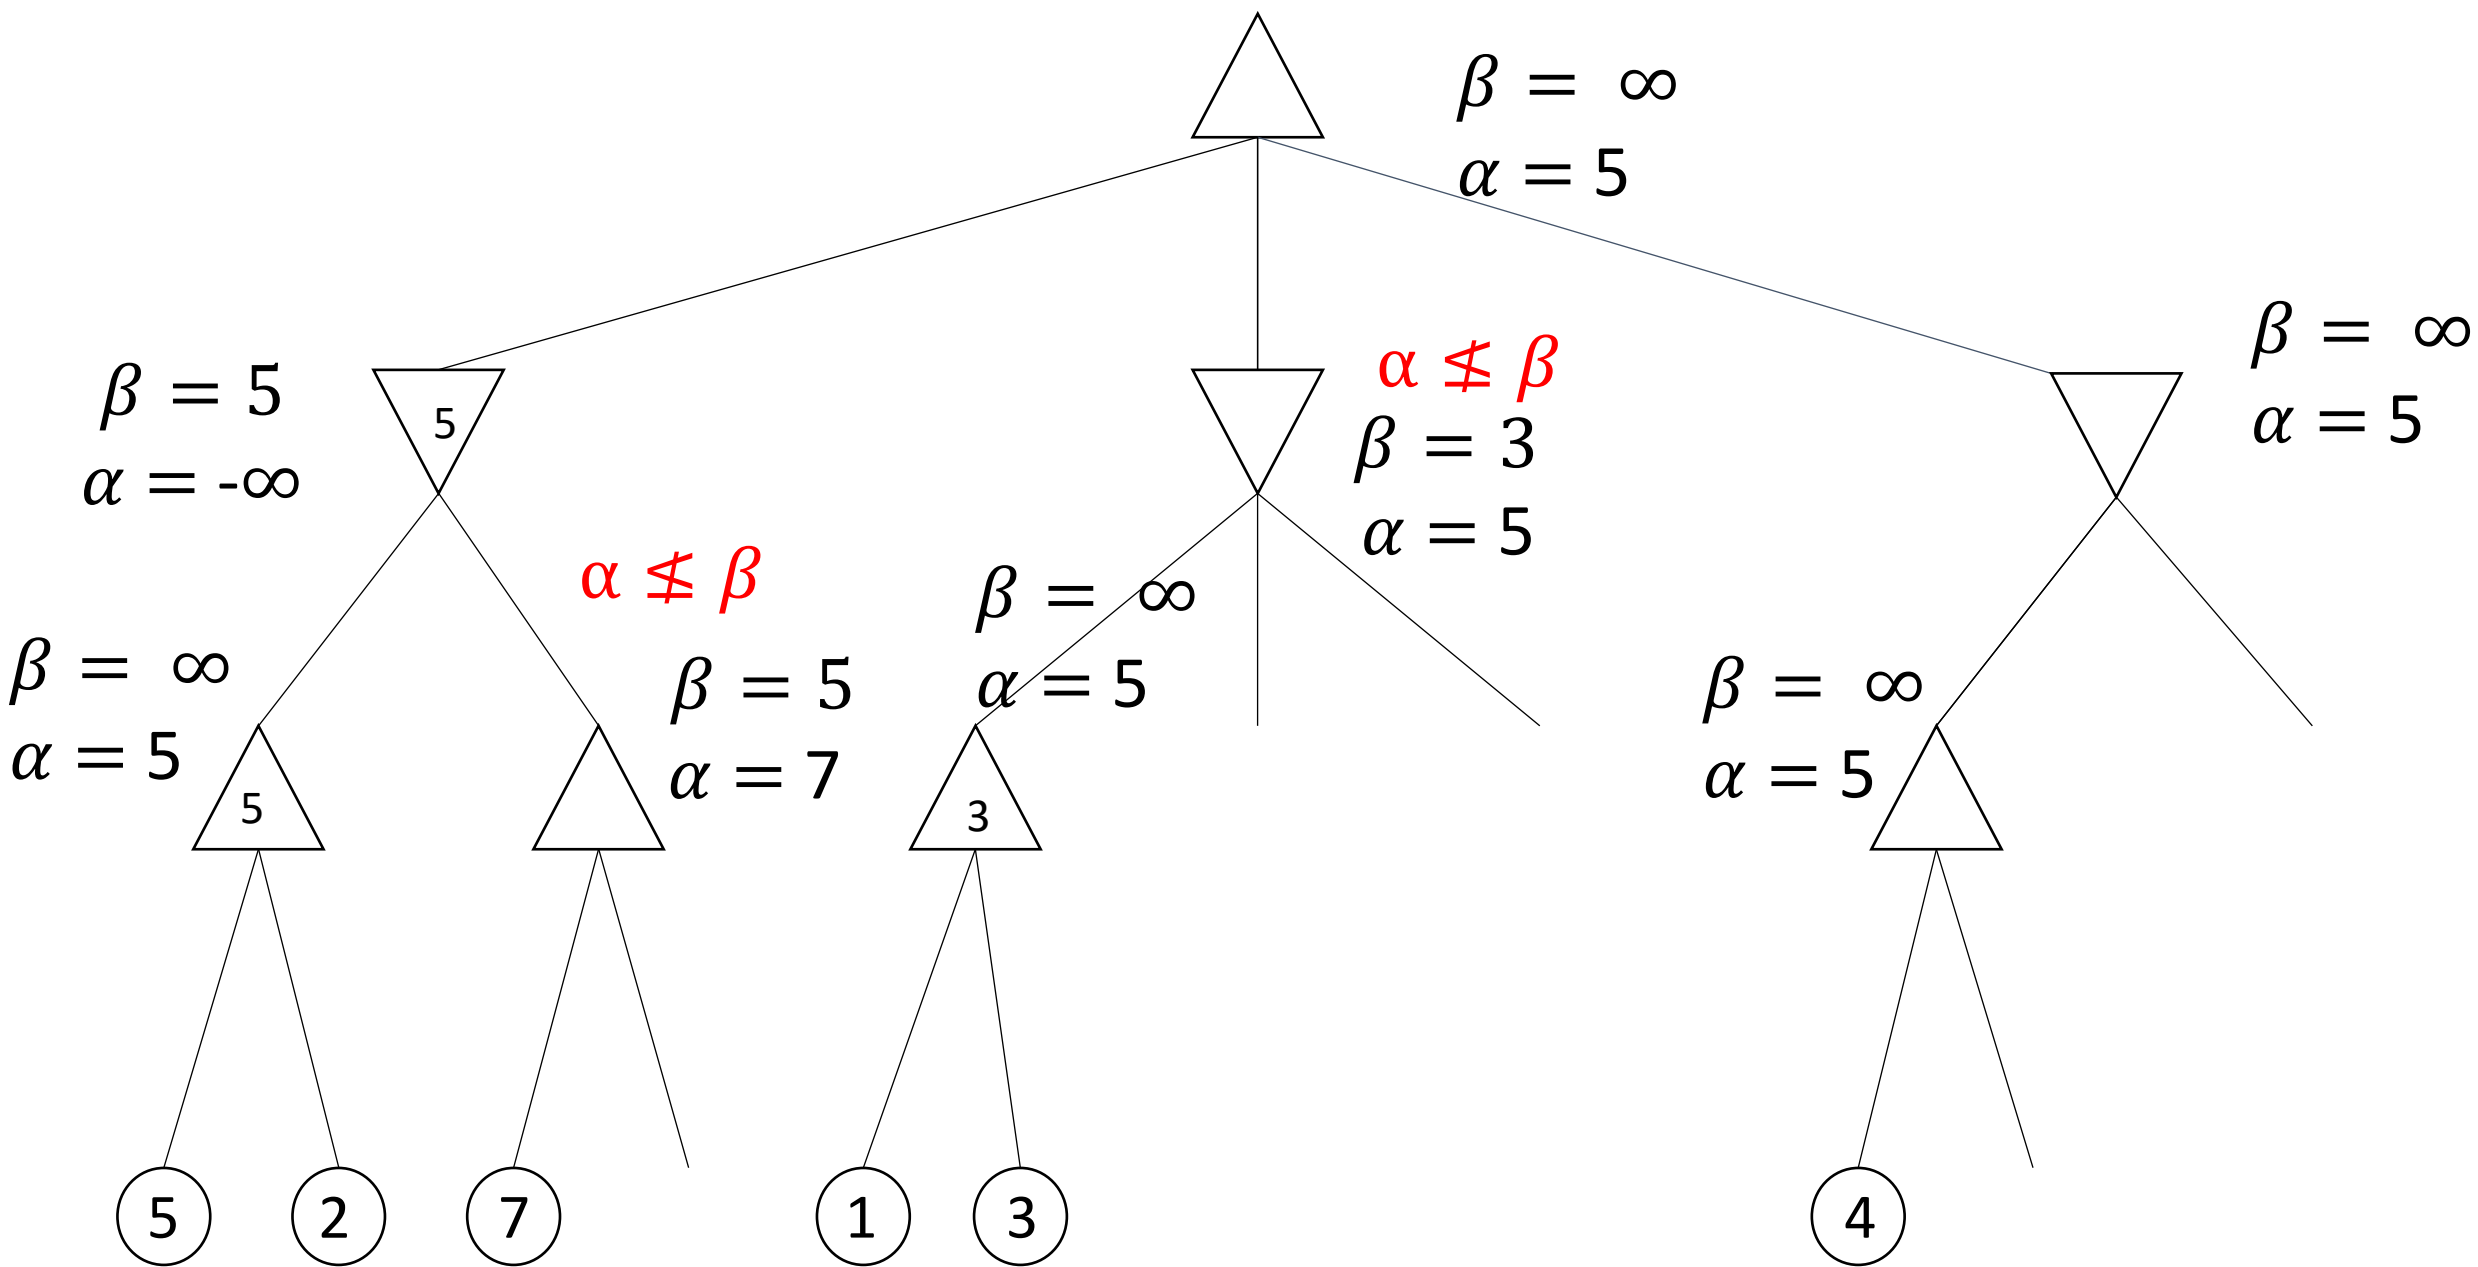 β = ∞
α = 5
β = ∞
α = 5
β = 5
α = -∞
5
α ≰ β
β = 3
α = 5
α ≰ β
β = ∞
α = 5
β = ∞
α = 5
5
β = 5
α = 7
3
β = ∞
α = 5
5
2
7
1
3
4